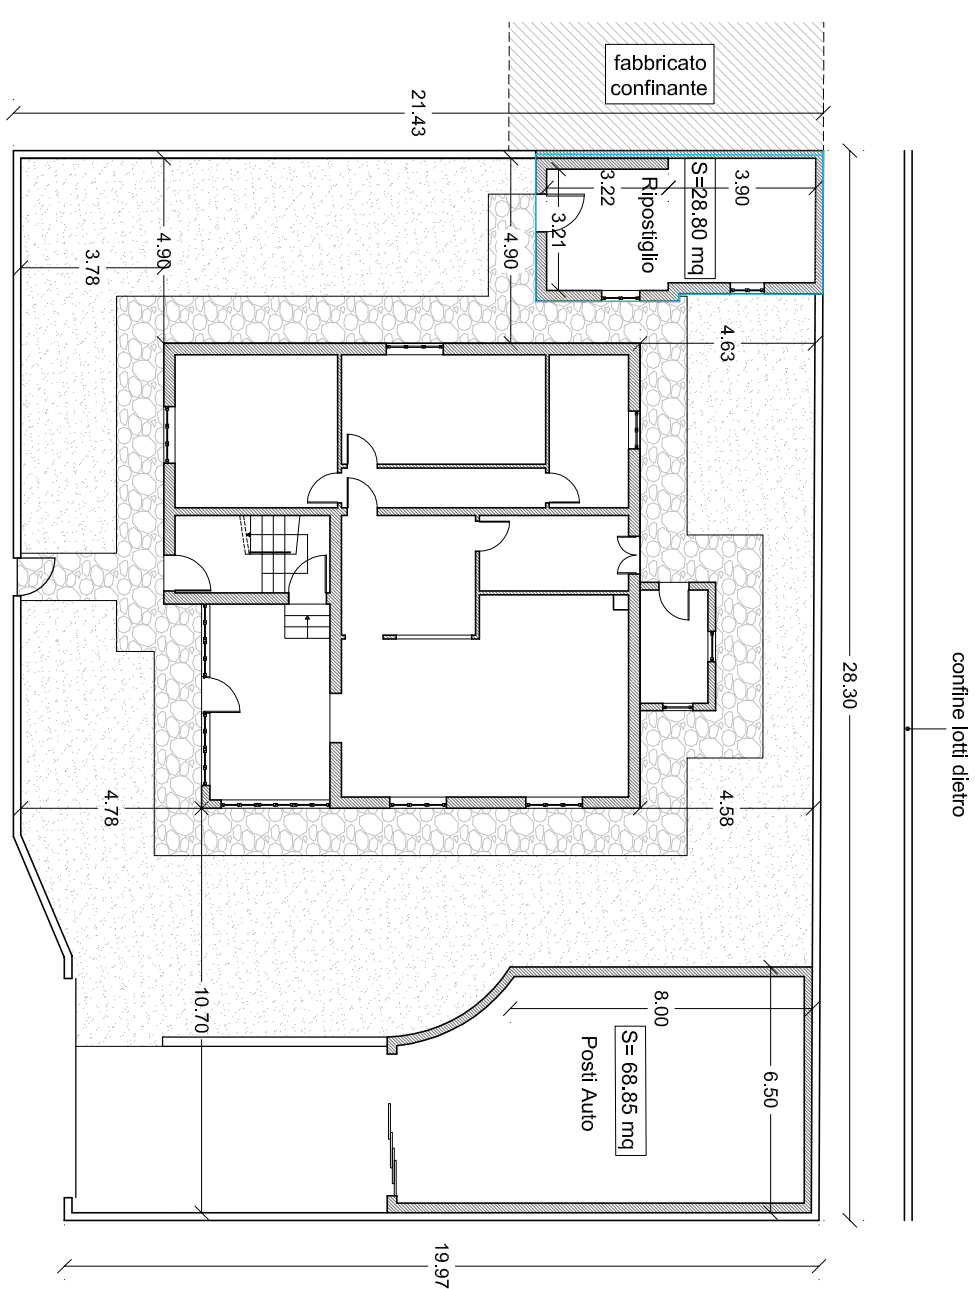 fabbricato
confinante
21.43
3.90
S=28.80 mq
3.22
Ripostiglio
3.21
4.90
4.90
3.78
4.63
confine lotti dietro
28.30
4.78
4.58
10.70
8.00
S= 68.85 mq
Posti Auto
6.50
19.97